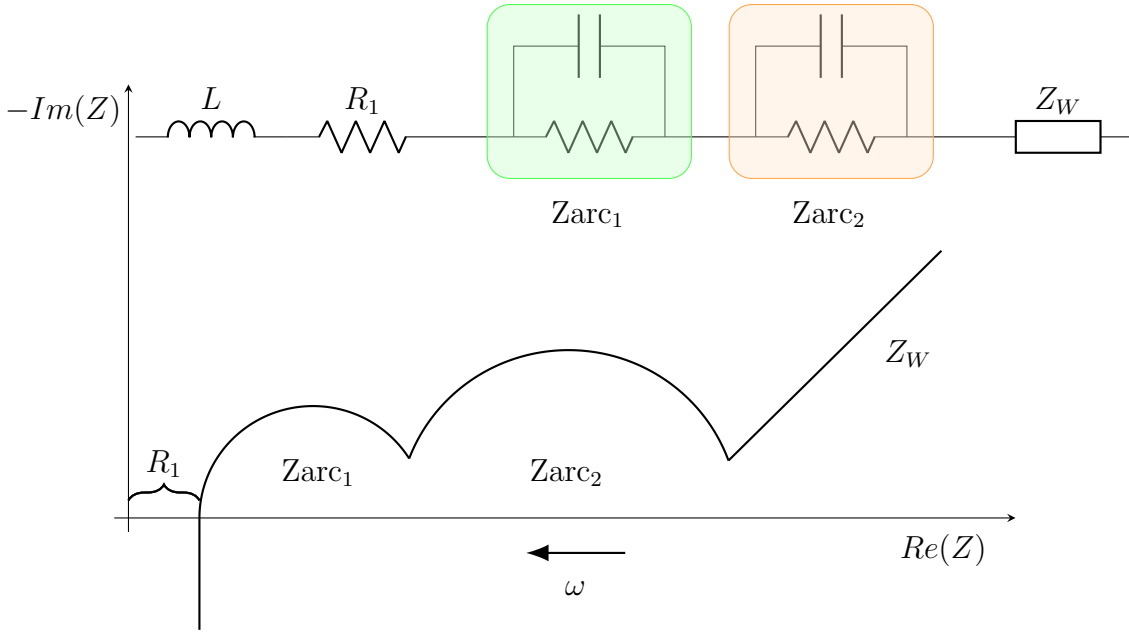 L
R₁
Z_W
−Im(Z)
Zarc₁
Zarc₂
Z_W
R₁
Zarc₁
Zarc₂
Re(Z)
ω